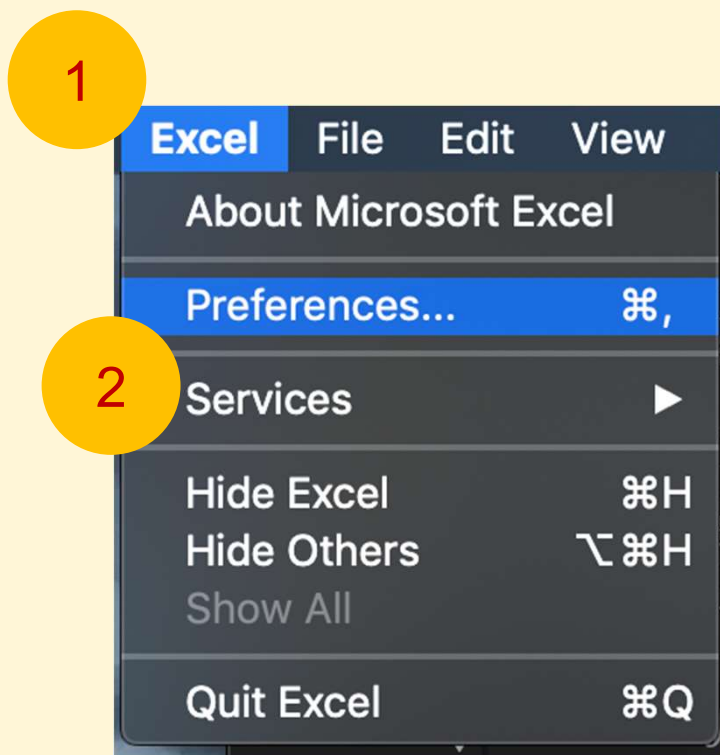 1
Excel File Edit View
About Microsoft Excel
Preferences... ⌘,
2
Services ▶
Hide Excel ⌘H
Hide Others ⌥⌘H
Show All
Quit Excel ⌘Q